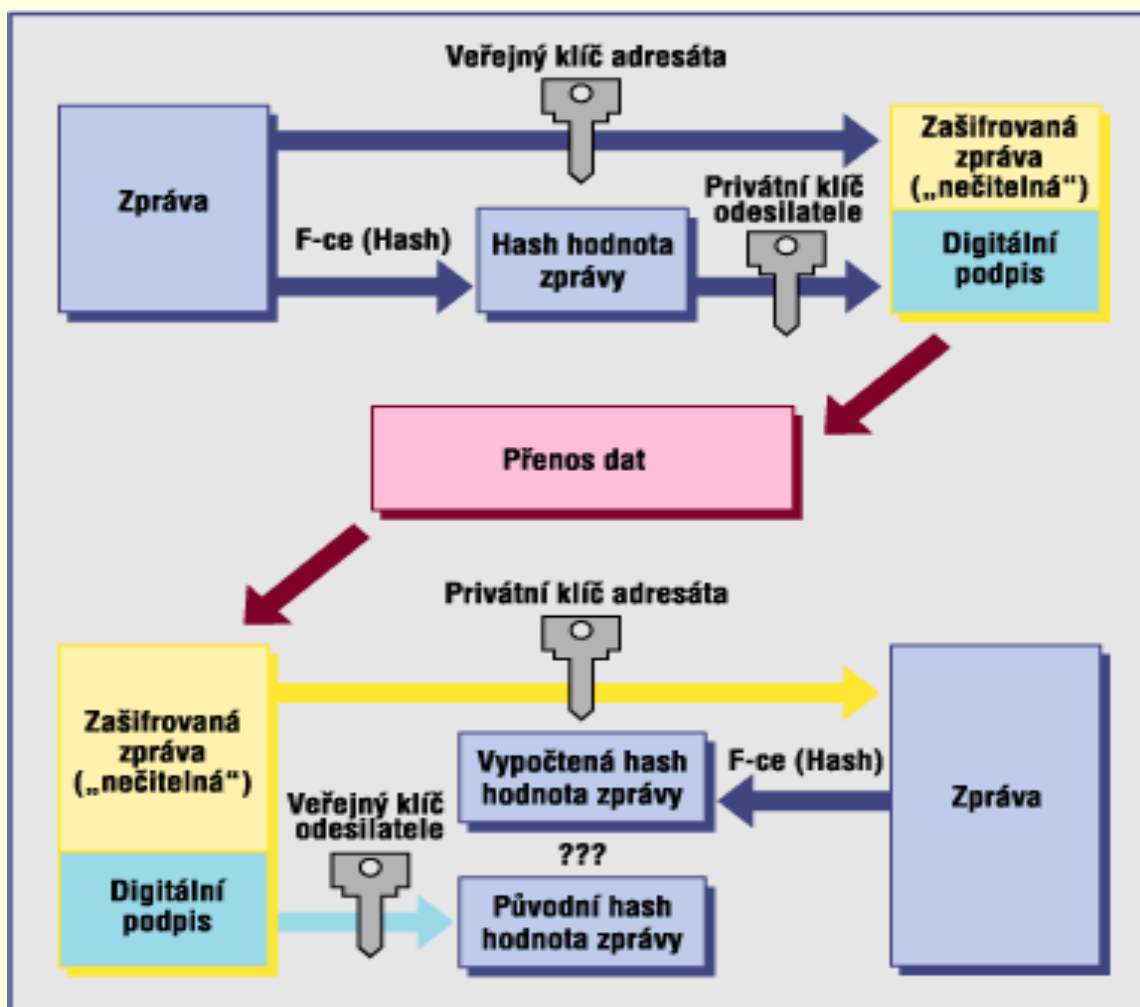 Veřejný klíč adresáta
Zpráva
Zašifrovaná
zpráva
(„nečitelná“)
Privátní klíč
odesilatele
F-ce (Hash)
Hash hodnota
zprávy
Digitální
podpis
Přenos dat
Privátní klíč adresáta
Zašifrovaná
zpráva
(„nečitelná“)
Vypočtená hash
hodnota zprávy
F-ce (Hash)
Zpráva
Veřejný klíč
odesilatele
???
Digitální
podpis
Původní hash
hodnota zprávy